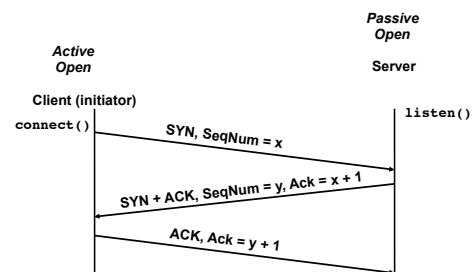 Passive
Open
Active
Open
Server
Client (initiator)
connect()
listen()
SYN, SeqNum = x
SYN + ACK, SeqNum = y, Ack = x + 1
ACK, Ack = y + 1